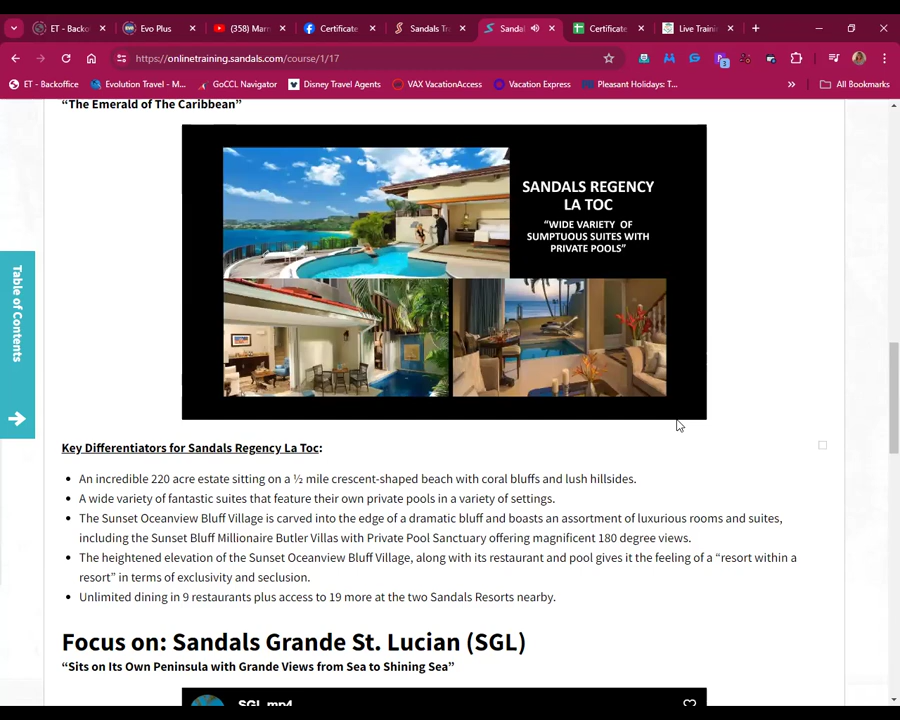 ET - Backo
Evo Plus
(358) Mar
Certificate
Sandals Tr
Sandal
Certificate
Live Traini
https://onlinetraining.sandals.com/course/1/17
3
ET - Backoffice
Evolution Travel - M...
GoCCL Navigator
Disney Travel Agents
VAX VacationAccess
Vacation Express
Pleasant Holidays: T...
All Bookmarks
"The Emerald of The Caribbean"
SANDALS REGENCY
LA TOC
"WIDE VARIETY OF
SUMPTUOUS SUITES WITH
PRIVATE POOLS"
Table of Contents
Key Differentiators for Sandals Regency La Toc:
An incredible 220 acre estate sitting on a ½ mile crescent-shaped beach with coral bluffs and lush hillsides.
A wide variety of fantastic suites that feature their own private pools in a variety of settings.
The Sunset Oceanview Bluff Village is carved into the edge of a dramatic bluff and boasts an assortment of luxurious rooms and suites,
including the Sunset Bluff Millionaire Butler Villas with Private Pool Sanctuary offering magnificent 180 degree views.
The heightened elevation of the Sunset Oceanview Bluff Village, along with its restaurant and pool gives it the feeling of a “resort within a
resort” in terms of exclusivity and seclusion.
Unlimited dining in 9 restaurants plus access to 19 more at the two Sandals Resorts nearby.
Focus on: Sandals Grande St. Lucian (SGL)
“Sits on Its Own Peninsula with Grande Views from Sea to Shining Sea”
SGL.mp4